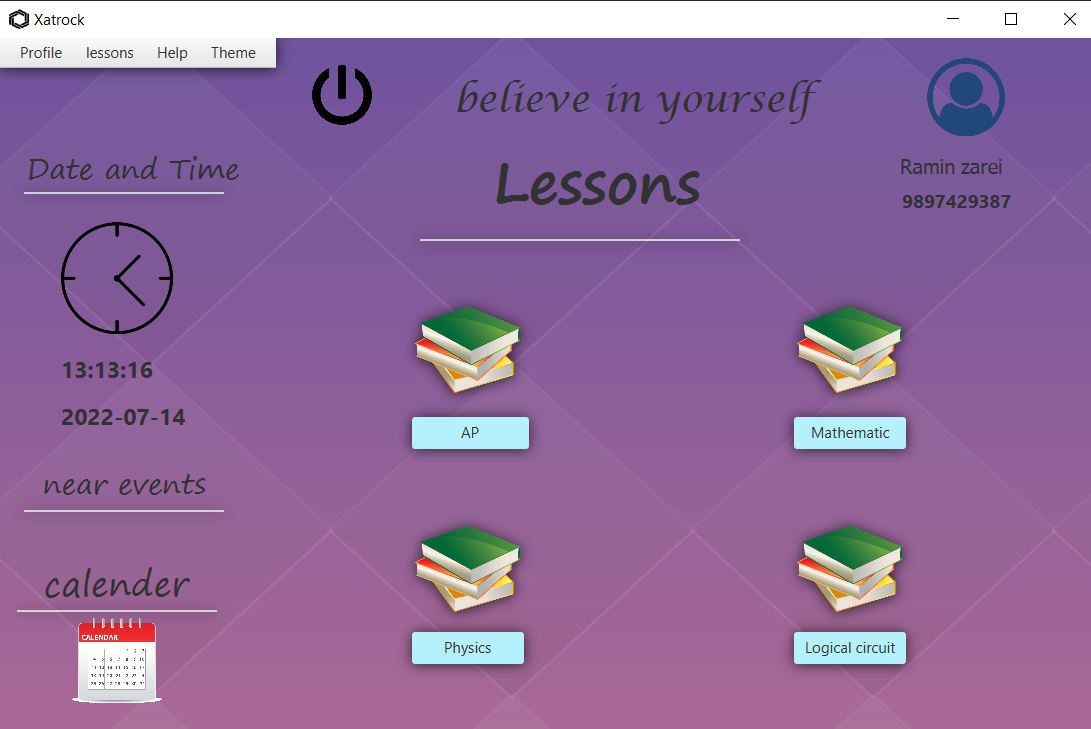 Xatrock
Profile lessons Help Theme
believe in yourself
Lessons
Ramin zarei
9897429387
Date and Time
13:13:16
2022-07-14
near events
calender
CALENDAR
AP
Mathematic
Physics
Logical circuit